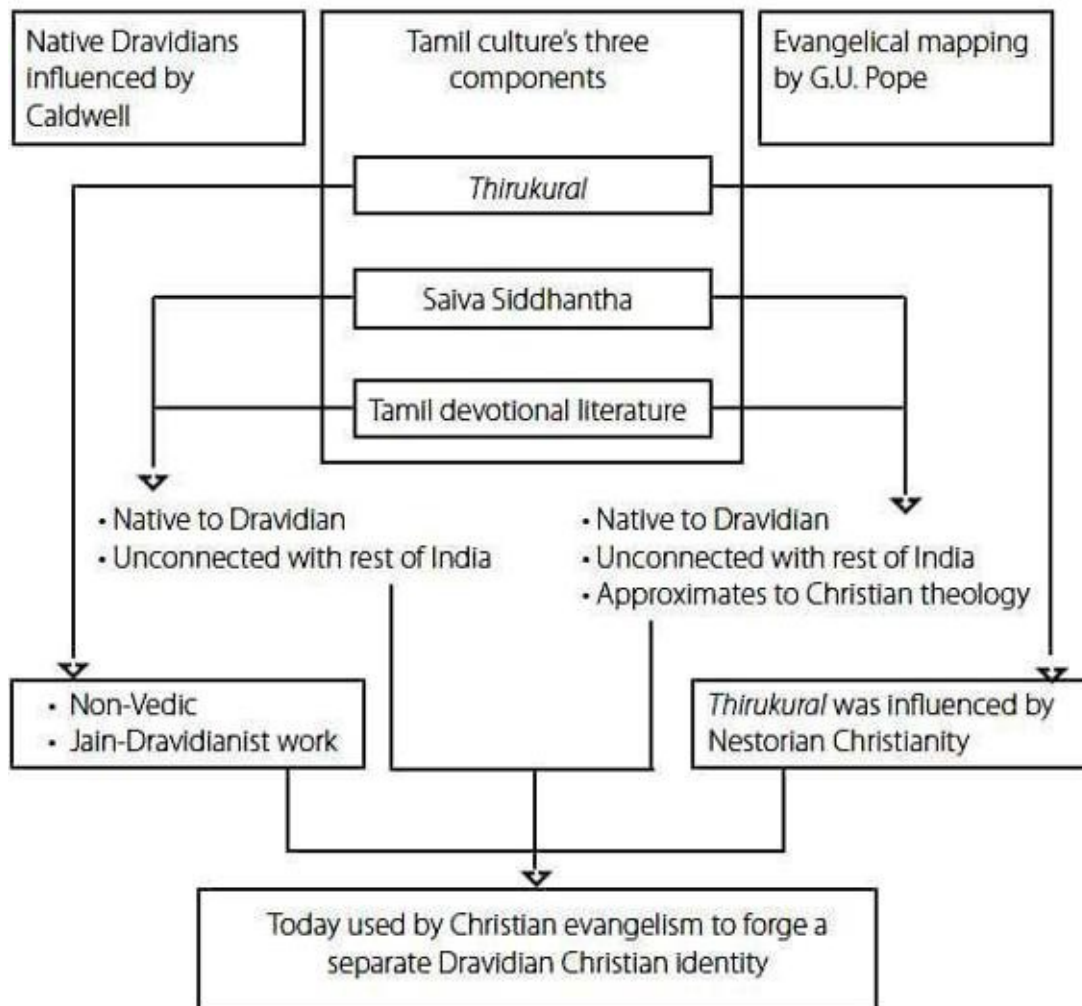 Native Dravidians
influenced by
Caldwell
Tamil culture's three
components
Evangelical mapping
by G.U. Pope
Thirukural
Saiva Siddhantha
Tamil devotional literature
• Native to Dravidian
• Unconnected with rest of India
• Native to Dravidian
• Unconnected with rest of India
• Approximates to Christian theology
• Non-Vedic
• Jain-Dravidianist work
Thirukural was influenced by
Nestorian Christianity
Today used by Christian evangelism to forge a
separate Dravidian Christian identity